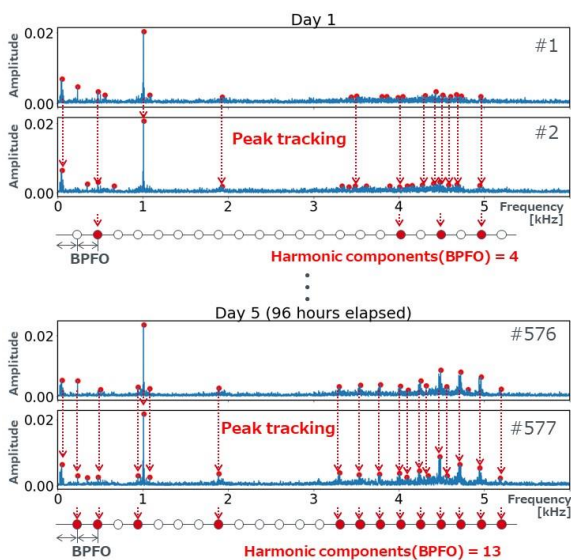 Day 1
Amplitude
0.02
0.00
#1
Amplitude
0.02
0.00
#2
Peak tracking
0 1 2 3 4 5 Frequency
[kHz]
BPFO
Harmonic components(BPFO) = 4
Day 5 (96 hours elapsed)
Amplitude
0.02
0.00
#576
Amplitude
0.02
0.00
#577
Peak tracking
0 1 2 3 4 5 Frequency
[kHz]
BPFO
Harmonic components(BPFO) = 13